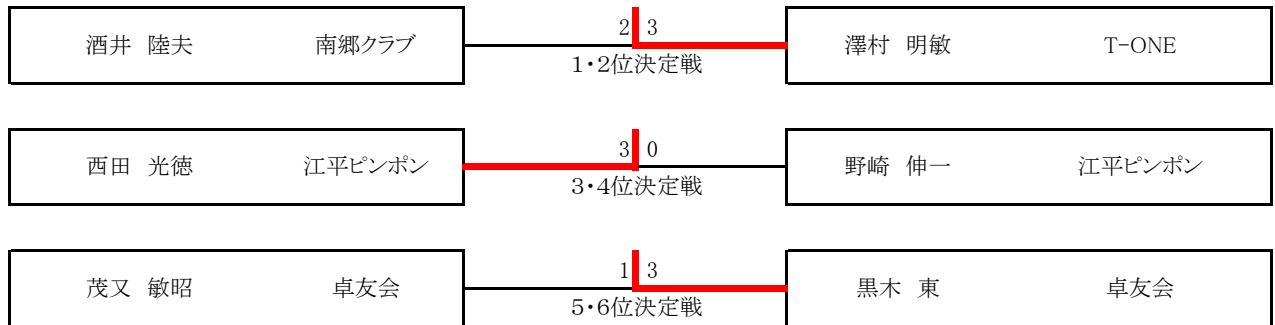 酒井 陸夫 南郷クラブ 2 3 澤村 明敏 T-ONE
1・2位決定戦
西田 光徳 江平ピンポン 3 0 野崎 伸一 江平ピンポン
3・4位決定戦
茂又 敏昭 卓友会 1 3 黒木 東 卓友会
5・6位決定戦